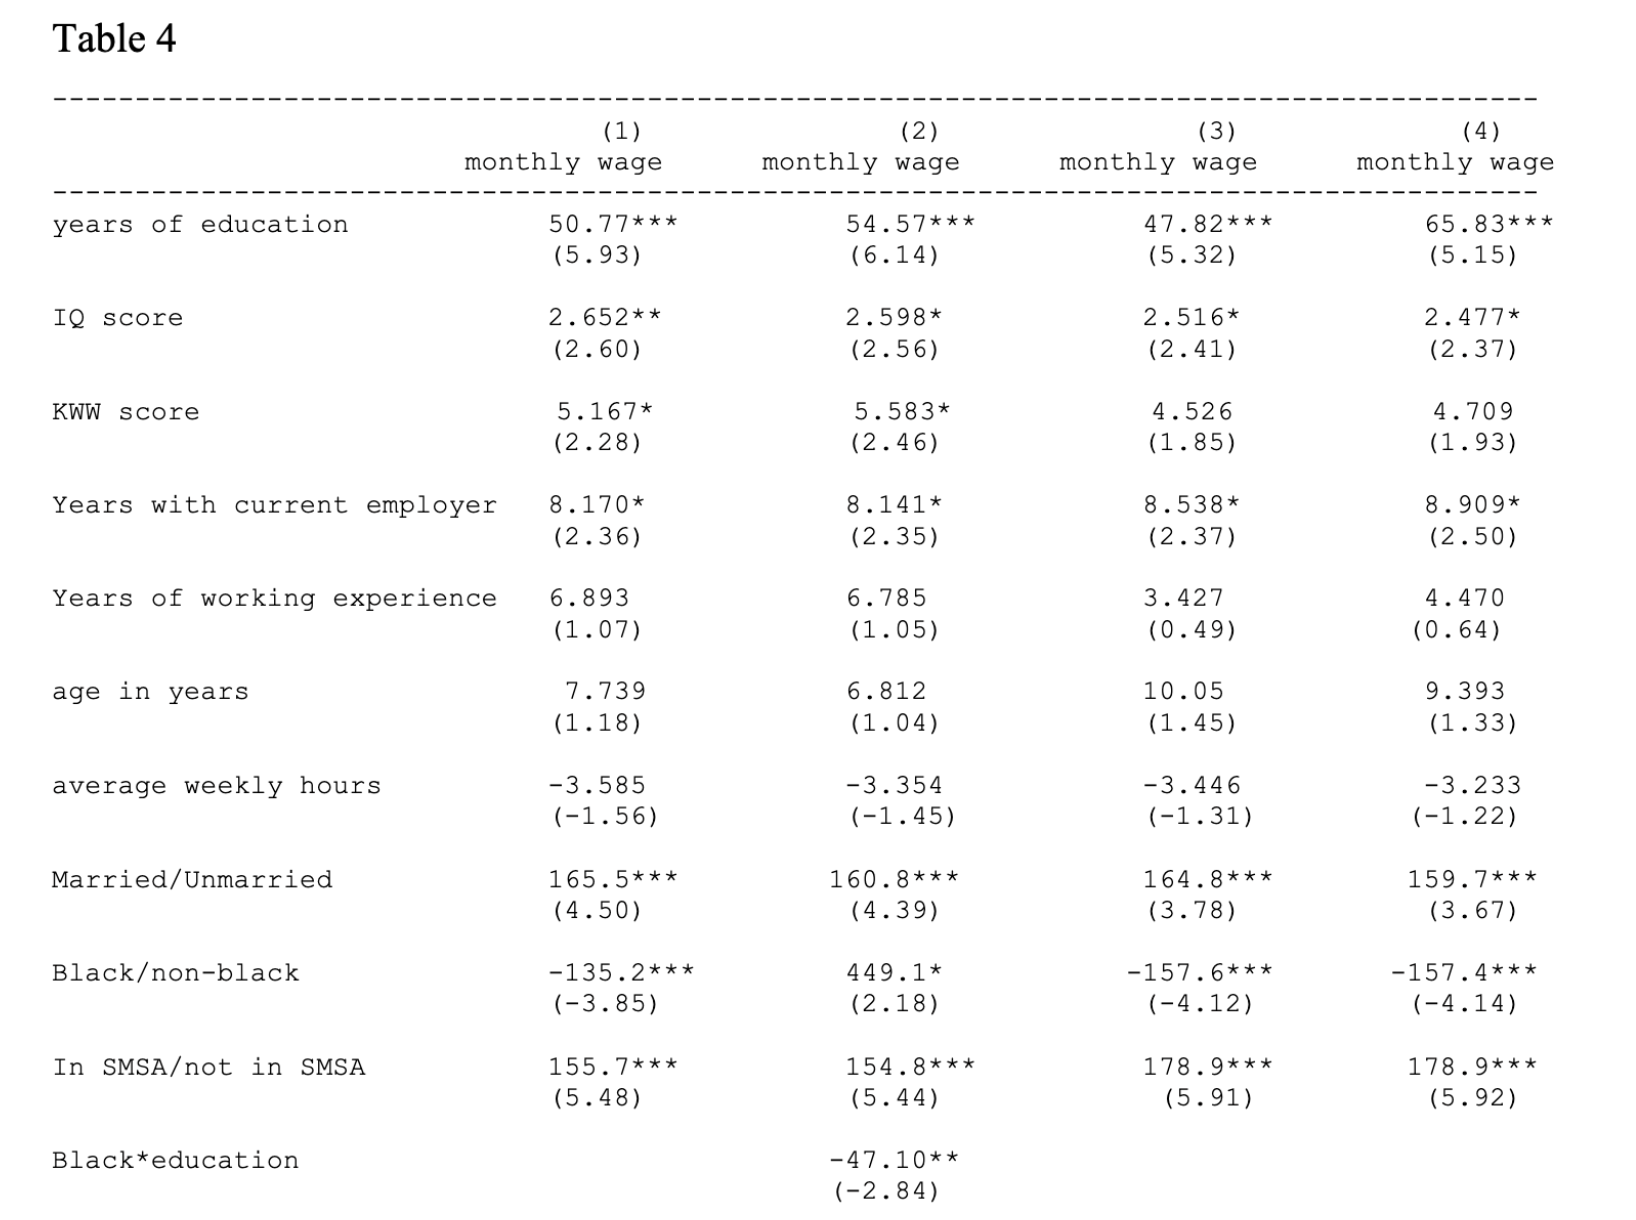 Table 4
------------------------------------------------------------------------------------------
(1) (2) (3) (4)
monthly wage monthly wage monthly wage monthly wage
------------------------------------------------------------------------------------------
years of education 50.77*** 54.57*** 47.82*** 65.83***
(5.93) (6.14) (5.32) (5.15)
IQ score 2.652** 2.598* 2.516* 2.477*
(2.60) (2.56) (2.41) (2.37)
KWW score 5.167* 5.583* 4.526 4.709
(2.28) (2.46) (1.85) (1.93)
Years with current employer 8.170* 8.141* 8.538* 8.909*
(2.36) (2.35) (2.37) (2.50)
Years of working experience 6.893 6.785 3.427 4.470
(1.07) (1.05) (0.49) (0.64)
age in years 7.739 6.812 10.05 9.393
(1.18) (1.04) (1.45) (1.33)
average weekly hours -3.585 -3.354 -3.446 -3.233
(-1.56) (-1.45) (-1.31) (-1.22)
Married/Unmarried 165.5*** 160.8*** 164.8*** 159.7***
(4.50) (4.39) (3.78) (3.67)
Black/non-black -135.2*** 449.1* -157.6*** -157.4***
(-3.85) (2.18) (-4.12) (-4.14)
In SMSA/not in SMSA 155.7*** 154.8*** 178.9*** 178.9***
(5.48) (5.44) (5.91) (5.92)
Black*education -47.10**
(-2.84)